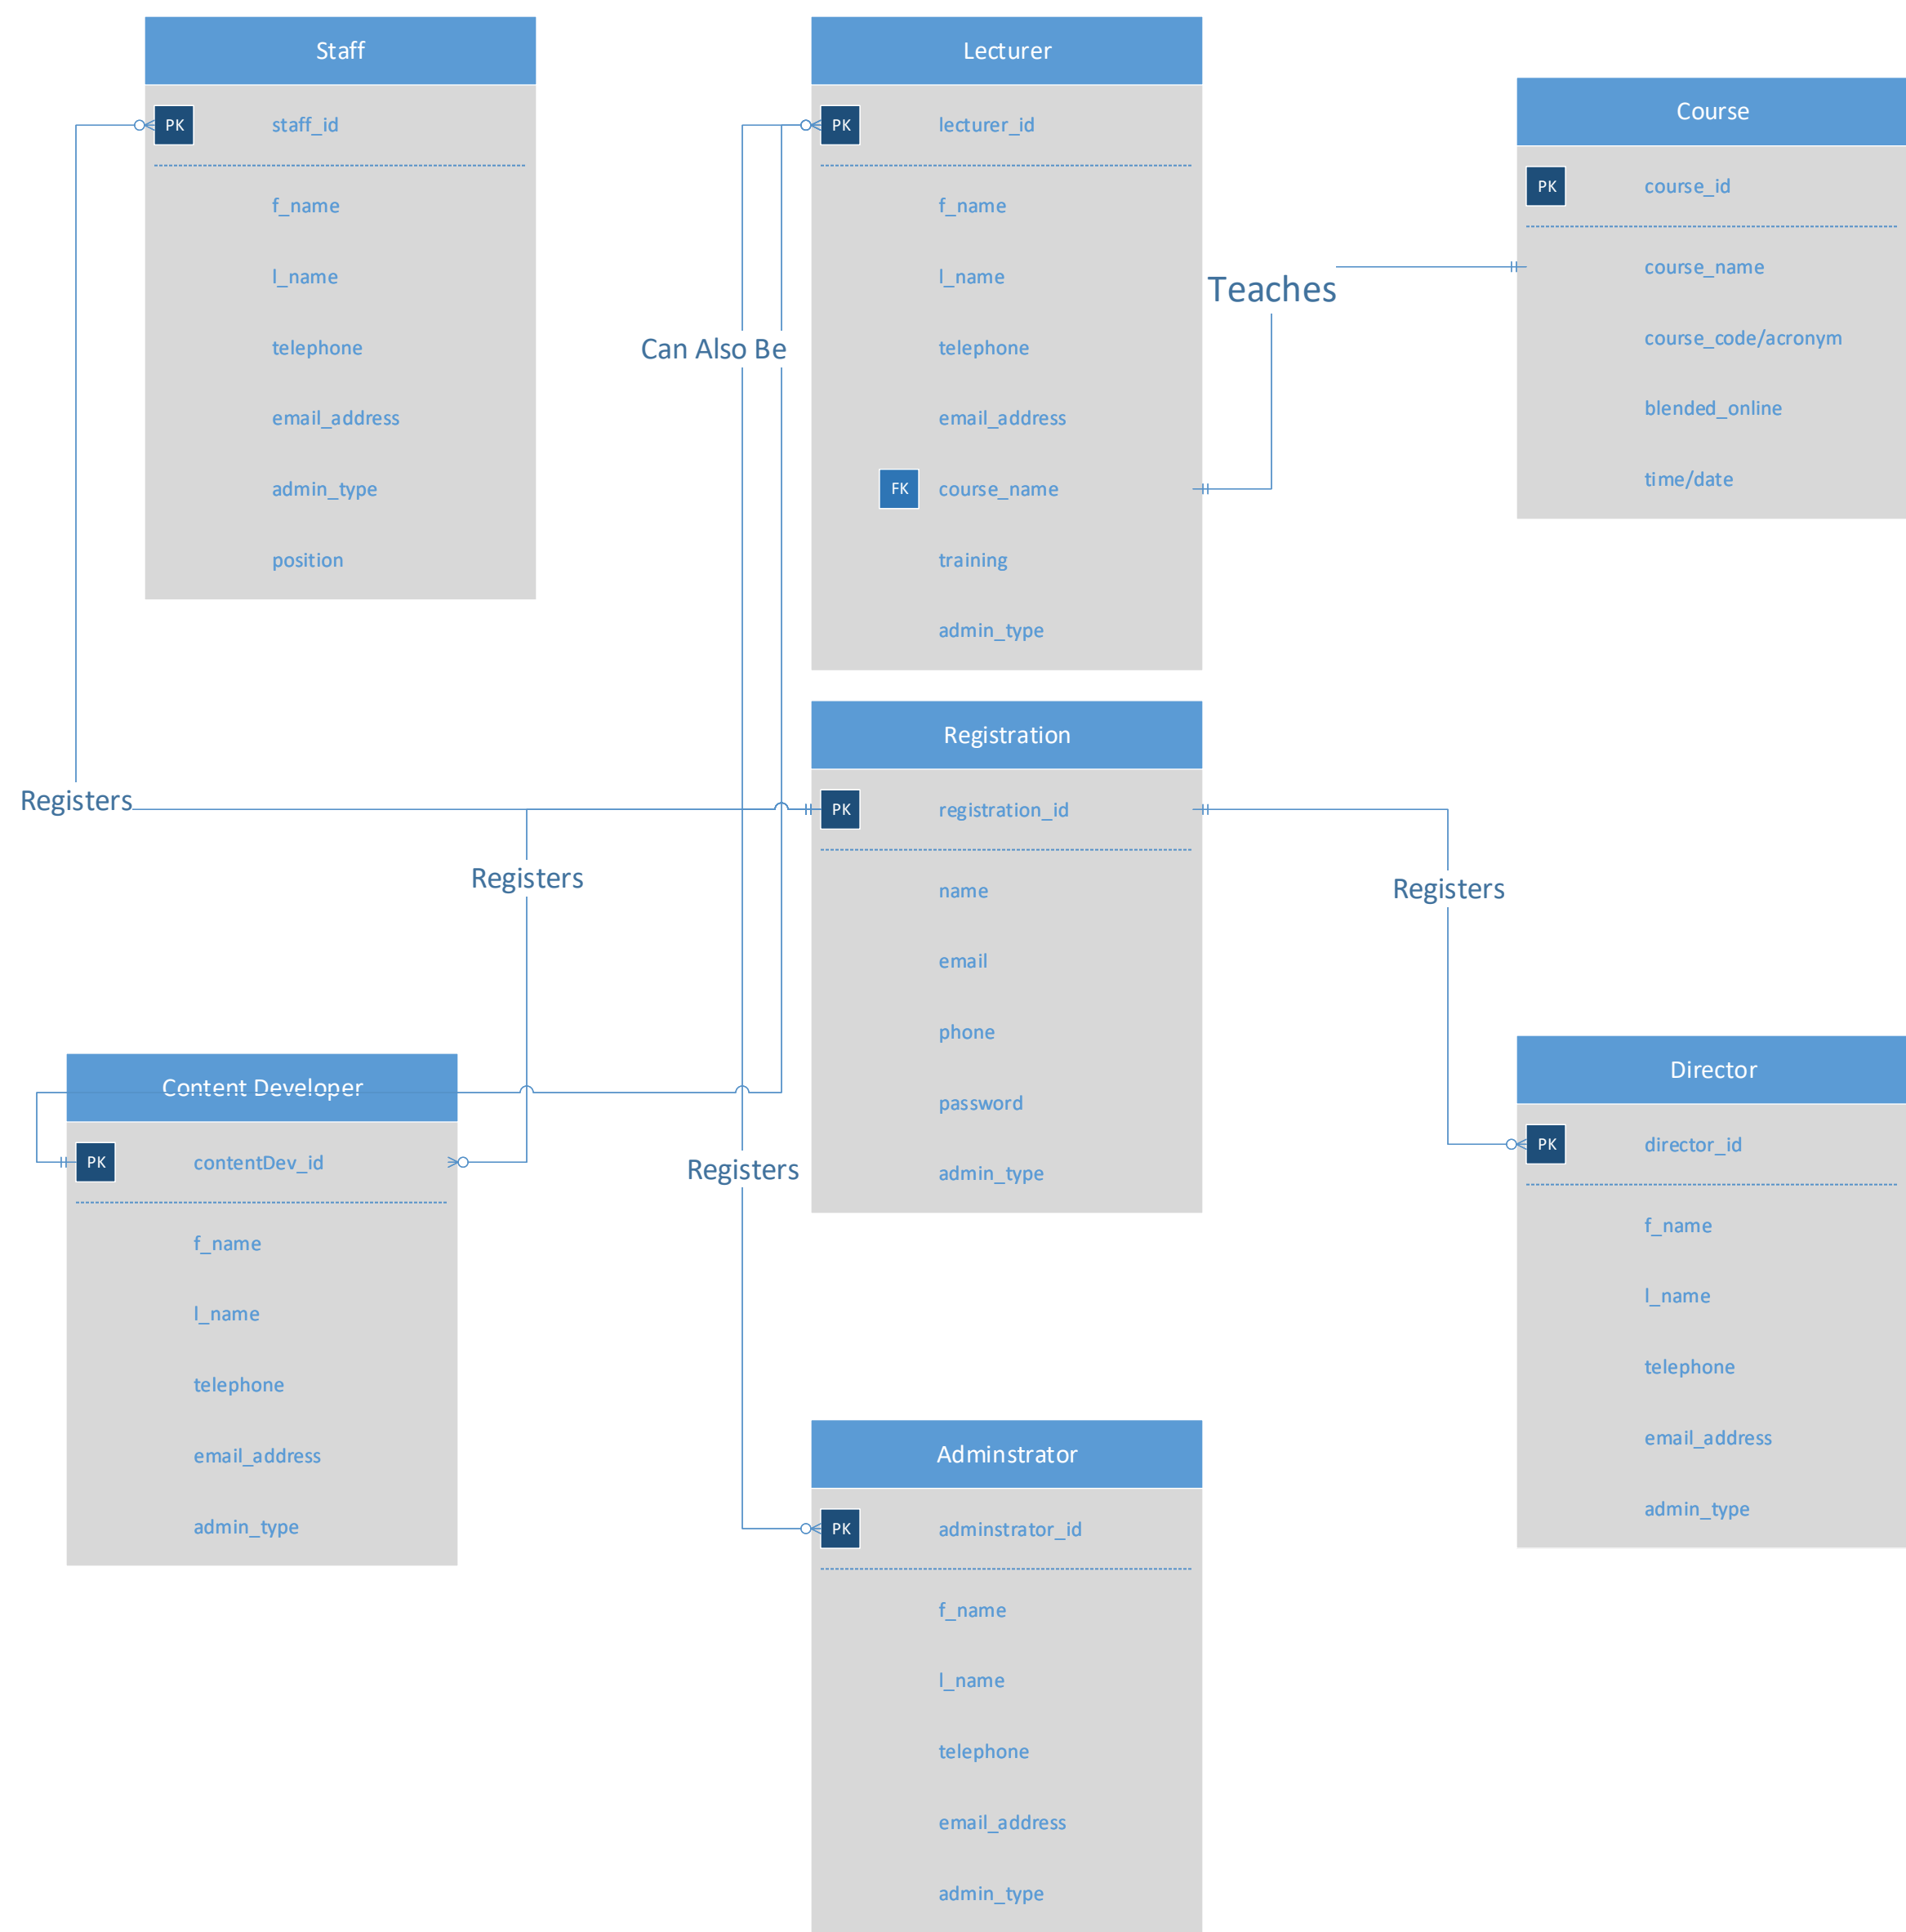 Staff
PK staff_id
f_name
l_name
telephone
email_address
admin_type
position
Lecturer
PK lecturer_id
f_name
l_name
telephone
email_address
FK course_name
training
admin_type
Course
PK course_id
course_name
course_code/acronym
blended_online
time/date
Teaches
Can Also Be
Registers
Registers
Registers
Registers
Registration
PK registration_id
name
email
phone
password
admin_type
Content Developer
PK contentDev_id
f_name
l_name
telephone
email_address
admin_type
Director
PK director_id
f_name
l_name
telephone
email_address
admin_type
Adminstrator
PK adminstrator_id
f_name
l_name
telephone
email_address
admin_type